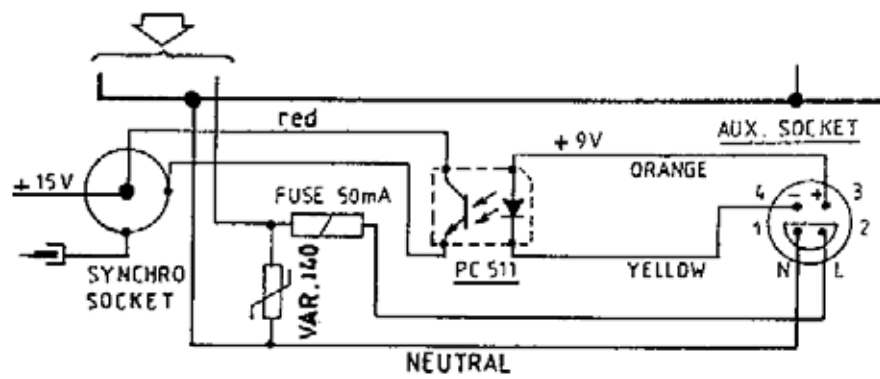 red
+ 9V
AUX. SOCKET
ORANGE
+ 15V
FUSE 50mA
4 - + 3
1 2
SYNCHRO
SOCKET
VAR. 140
PC 511
YELLOW
N L
NEUTRAL